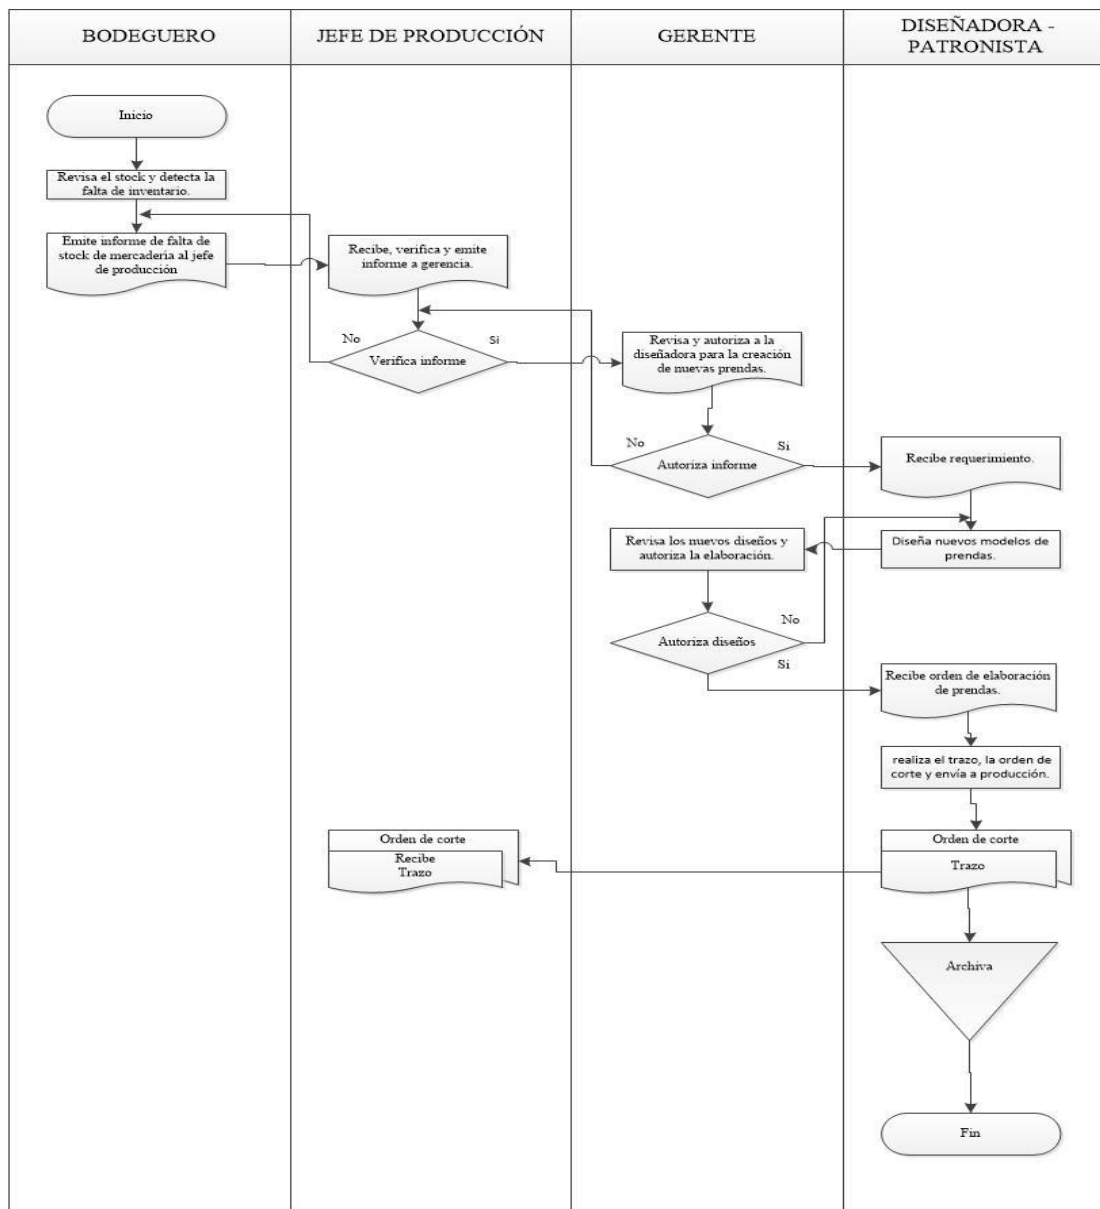 BODEGUERO
JEFE DE PRODUCCIÓN
GERENTE
DISEÑADORA -
PATRONISTA
Inicio
Revisa el stock y detecta la
falta de inventario.
Emite informe de falta de
stock de mercadería al jefe
de producción
Recibe, verifica y emite
informe a gerencia.
No
Si
Verifica informe
Revisa y autoriza a la
diseñadora para la creación
de nuevas prendas.
No
Si
Autoriza informe
Recibe requerimiento.
Diseña nuevos modelos de
prendas.
Revisa los nuevos diseños y
autoriza la elaboración.
No
Autoriza diseños
Si
Recibe orden de elaboración
de prendas.
realiza el trazo, la orden de
corte y envía a producción.
Orden de corte
Recibe
Trazo
Orden de corte
Trazo
Archiva
Fin